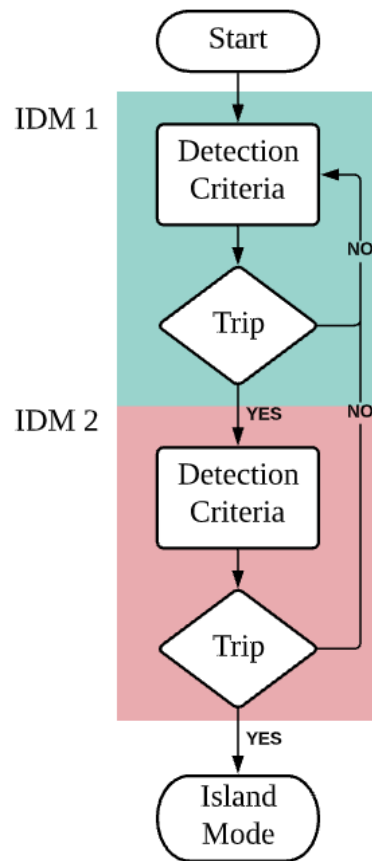 Start
IDM 1
Detection
Criteria
NO
Trip
YES
NO
IDM 2
Detection
Criteria
Trip
YES
Island
Mode